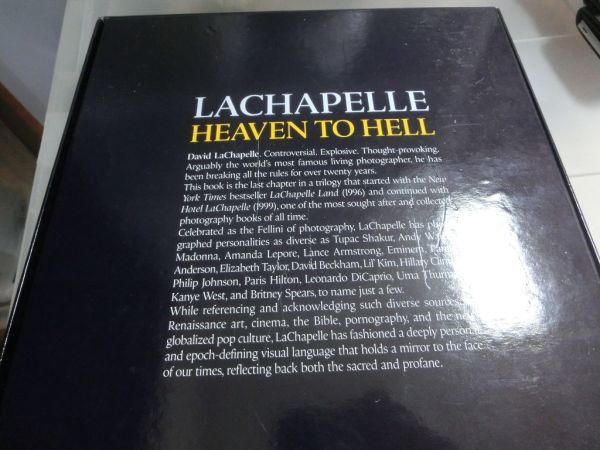 LACHAPELLE
HEAVEN TO HELL
David LaChapelle. Controversial. Explosive. Thought-provoking.
Arguably the world's most famous living photographer, he has
been breaking all the rules for over twenty years.
This book is the last chapter in a trilogy that started with the New
York Times bestseller LaChapelle Land (1996) and continued with
Hotel LaChapelle (1999), one of the most sought after and collected
photography books of all time.
Celebrated as the Fellini of photography, LaChapelle has
graphed personalities as diverse as Tupac Shakur, Andy
Madonna, Amanda Lepore, Lance Armstrong, Eminem,
Anderson, Elizabeth Taylor, David Beckham, Lil' Kim, Hillary
Philip Johnson, Paris Hilton, Leonardo DiCaprio, Uma
Kanye West, and Britney Spears, to name just a few.
While referencing and acknowledging such diverse
Renaissance art, cinema, the Bible, pornography, and the
globalized pop culture, LaChapelle has fashioned a deeply personal
and epoch-defining visual language that holds a mirror to the face
of our times, reflecting back both the sacred and profane.